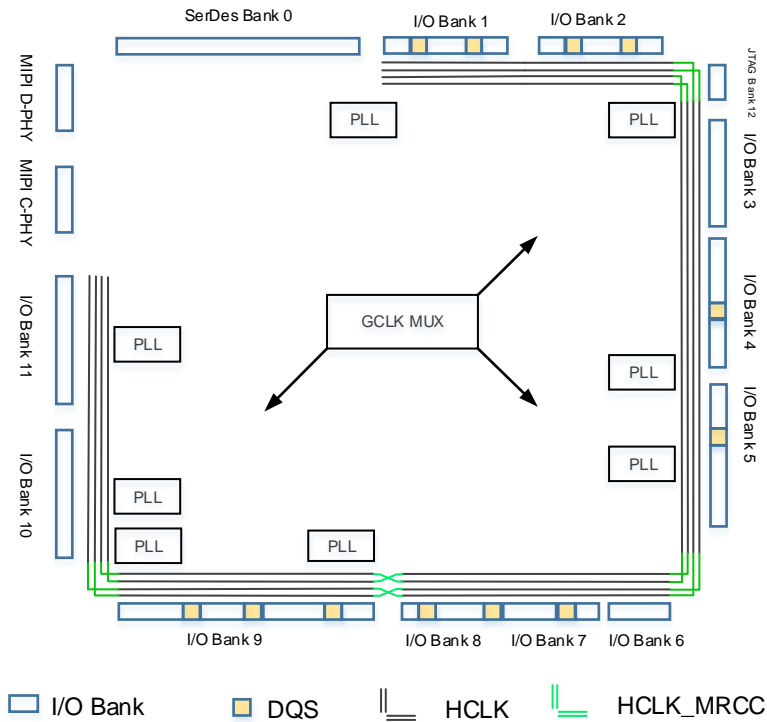 SerDes Bank 0
I/O Bank 1
I/O Bank 2
MIPI D-PHY
JTAG Bank 12
PLL
PLL
I/O Bank 3
MIPI C-PHY
I/O Bank 4
GCLK MUX
I/O Bank 11
PLL
PLL
I/O Bank 5
PLL
I/O Bank 10
PLL
PLL
PLL
I/O Bank 9
I/O Bank 8
I/O Bank 7
I/O Bank 6
I/O Bank
DQS
HCLK
HCLK_MRCC